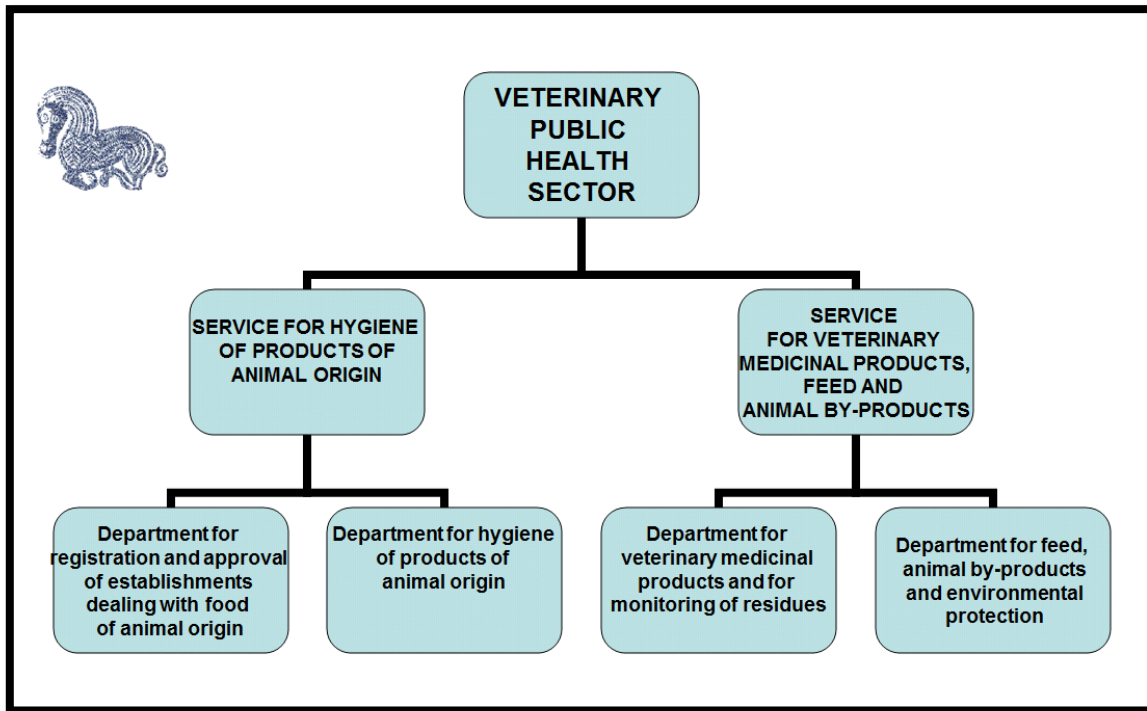 VETERINARY
PUBLIC
HEALTH
SECTOR
SERVICE FOR HYGIENE
OF PRODUCTS OF
ANIMAL ORIGIN
SERVICE
FOR VETERINARY
MEDICINAL PRODUCTS,
FEED AND
ANIMAL BY-PRODUCTS
Department for
registration and approval
of establishments
dealing with food
of animal origin
Department for hygiene
of products of
animal origin
Department for
veterinary medicinal
products and for
monitoring of residues
Department for feed,
animal by-products
and environmental
protection